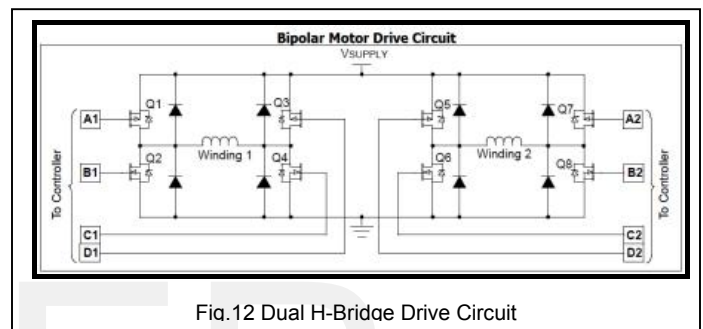 Bipolar Motor Drive Circuit
VSUPPLY
Q1 Q3 Q5 Q7
A1 A2
Winding 1 Winding 2
Q2 Q4 Q6 Q8
B1 B2
To Controller To Controller
C1 C2
D1 D2
Fig.12 Dual H-Bridge Drive Circuit